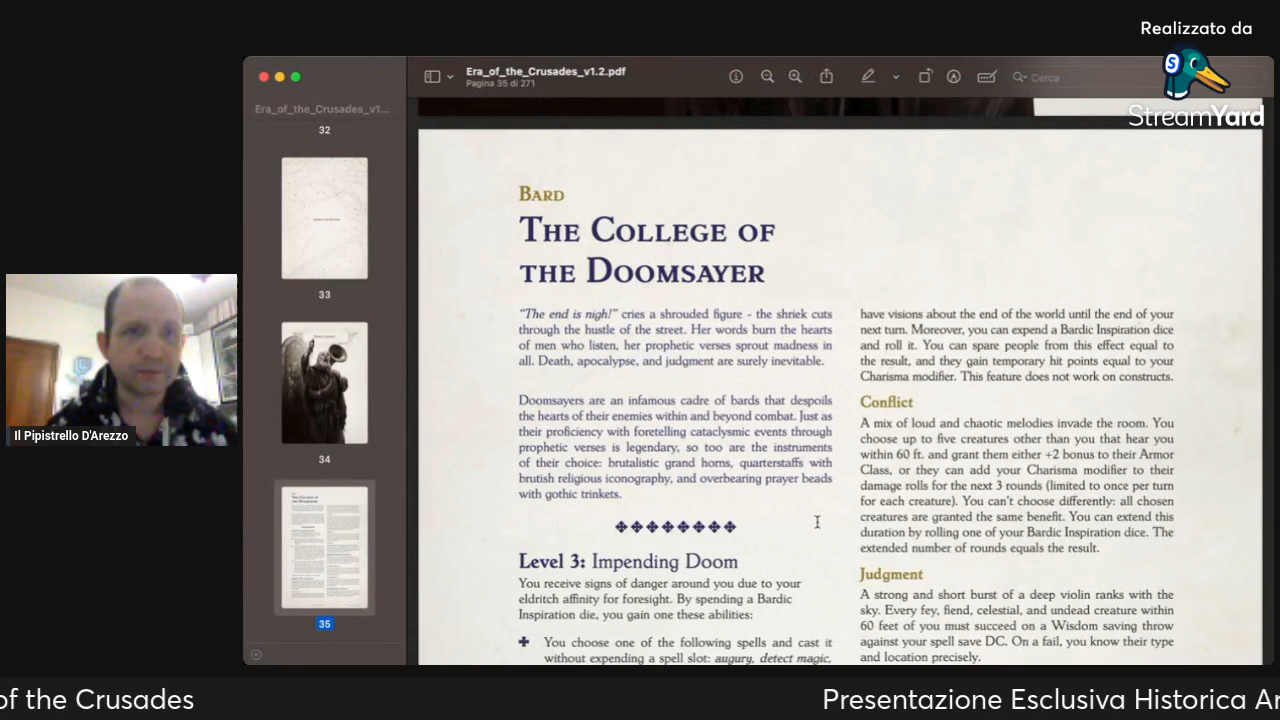 Realizzato da
StreamYard
Era_of_the_Crusades_v1.2.pdf
Pagina 35 di 271
Cerca
Era_of_the_Crusades_v1...
32
33
34
35
Bard
The College of
the Doomsayer
“The end is nigh!” cries a shrouded figure - the shriek cuts
through the hustle of the street. Her words burn the hearts
of men who listen, her prophetic verses sprout madness in
all. Death, apocalypse, and judgment are surely inevitable.
Doomsayers are an infamous cadre of bards that despoils
the hearts of their enemies within and beyond combat. Just as
their proficiency with foretelling cataclysmic events through
prophetic verses is legendary, so too are the instruments
of their choice: brutalistic grand horns, quarterstaffs with
brutish religious iconography, and overbearing prayer beads
with gothic trinkets.
Level 3: Impending Doom
You receive signs of danger around you due to your
eldritch affinity for foresight. By spending a Bardic
Inspiration die, you gain one these abilities:
You choose one of the following spells and cast it
without expending a spell slot: augury, detect magic,
have visions about the end of the world until the end of your
next turn. Moreover, you can expend a Bardic Inspiration dice
and roll it. You can spare people from this effect equal to
the result, and they gain temporary hit points equal to your
Charisma modifier. This feature does not work on constructs.
Conflict
A mix of loud and chaotic melodies invade the room. You
choose up to five creatures other than you that hear you
within 60 ft. and grant them either +2 bonus to their Armor
Class, or they can add your Charisma modifier to their
damage rolls for the next 3 rounds (limited to once per turn
for each creature). You can't choose differently: all chosen
creatures are granted the same benefit. You can extend this
duration by rolling one of your Bardic Inspiration dice. The
extended number of rounds equals the result.
Judgment
A strong and short burst of a deep violin ranks with the
sky. Every fey, fiend, celestial, and undead creature within
60 feet of you must succeed on a Wisdom saving throw
against your spell save DC. On a fail, you know their type
and location precisely.
Il Pipistrello D'Arezzo
of the Crusades
Presentazione Esclusiva Historica Ar